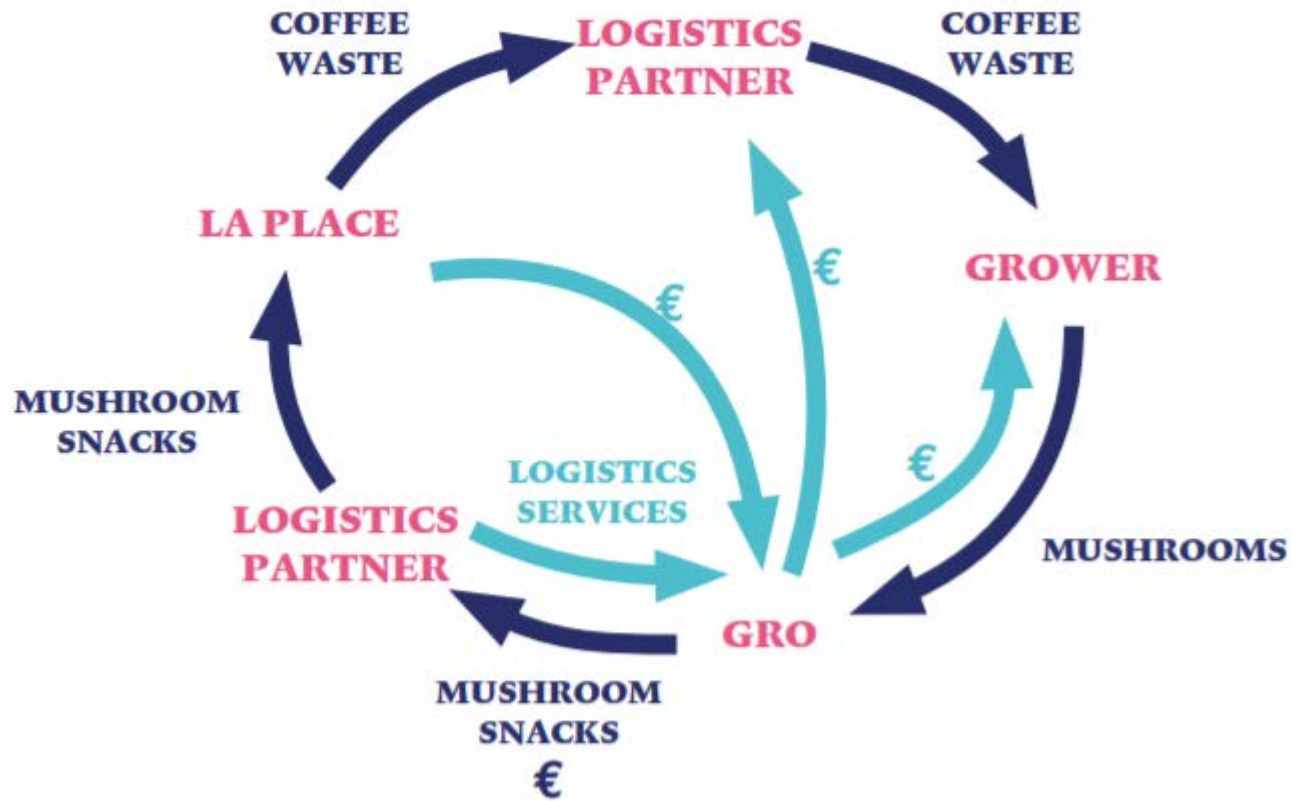 COFFEE
WASTE
LOGISTICS
PARTNER
COFFEE
WASTE
LA PLACE
GROWER
€
€
MUSHROOM
SNACKS
€
LOGISTICS
SERVICES
LOGISTICS
PARTNER
MUSHROOMS
GRO
MUSHROOM
SNACKS
€